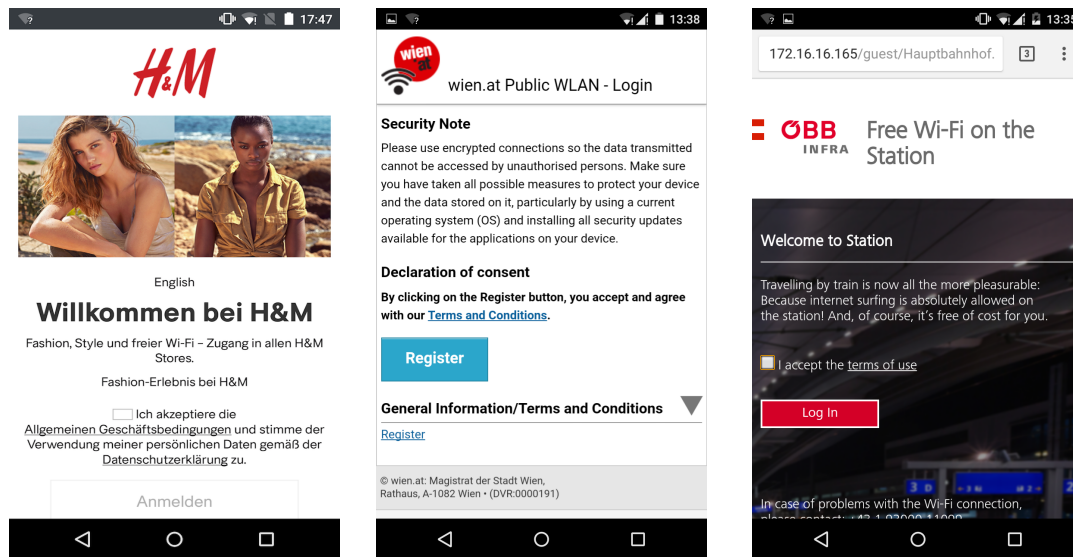 17:47
H&M
English
Willkommen bei H&M
Fashion, Style und freier Wi-Fi – Zugang in allen H&M
Stores.
Fashion-Erlebnis bei H&M
Ich akzeptiere die
Allgemeinen Geschäftsbedingungen und stimme der
Verwendung meiner persönlichen Daten gemäß der
Datenschutzerklärung zu.
Anmelden
13:38
wien
at
wien.at Public WLAN - Login
Security Note
Please use encrypted connections so the data transmitted
cannot be accessed by unauthorised persons. Make sure
you have taken all possible measures to protect your device
and the data stored on it, particularly by using a current
operating system (OS) and installing all security updates
available for the applications on your device.
Declaration of consent
By clicking on the Register button, you accept and agree
with our Terms and Conditions.
Register
General Information/Terms and Conditions
Register
© wien.at: Magistrat der Stadt Wien,
Rathaus, A-1082 Wien • (DVR:0000191)
13:35
172.16.16.165/guest/Hauptbahnhof.
3
ÖBB
INFRA
Free Wi-Fi on the
Station
Welcome to Station
Travelling by train is now all the more pleasurable:
Because internet surfing is absolutely allowed on
the station! And, of course, it's free of cost for you.
I accept the terms of use
Log In
3 D
In case of problems with the Wi-Fi connection,
please contact: